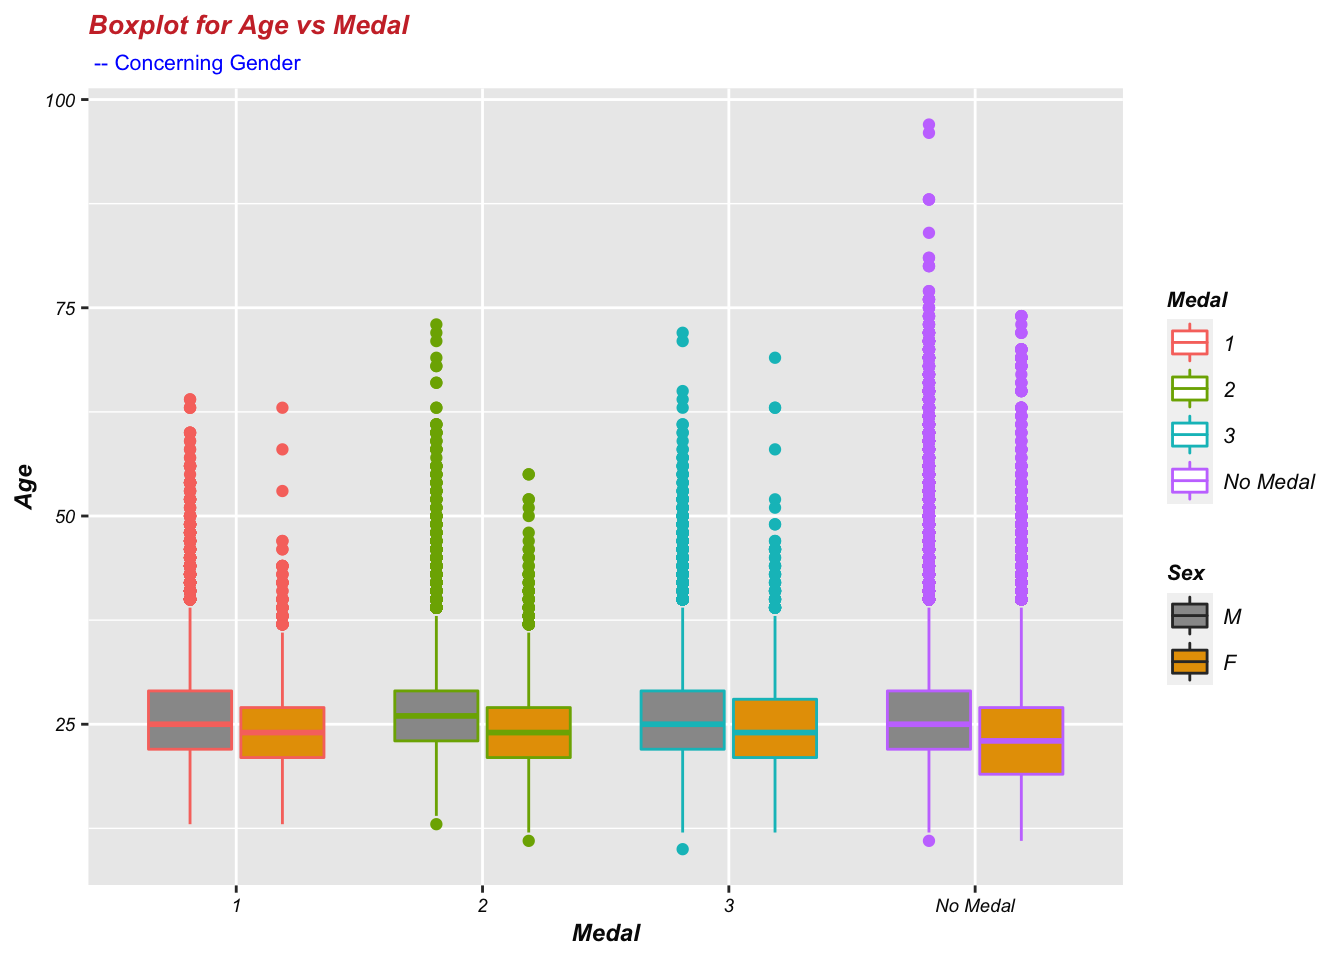 Boxplot for Age vs Medal
-- Concerning Gender
100
75
50
25
Age
1
2
3
No Medal
Medal
Medal
1
2
3
No Medal
Sex
M
F